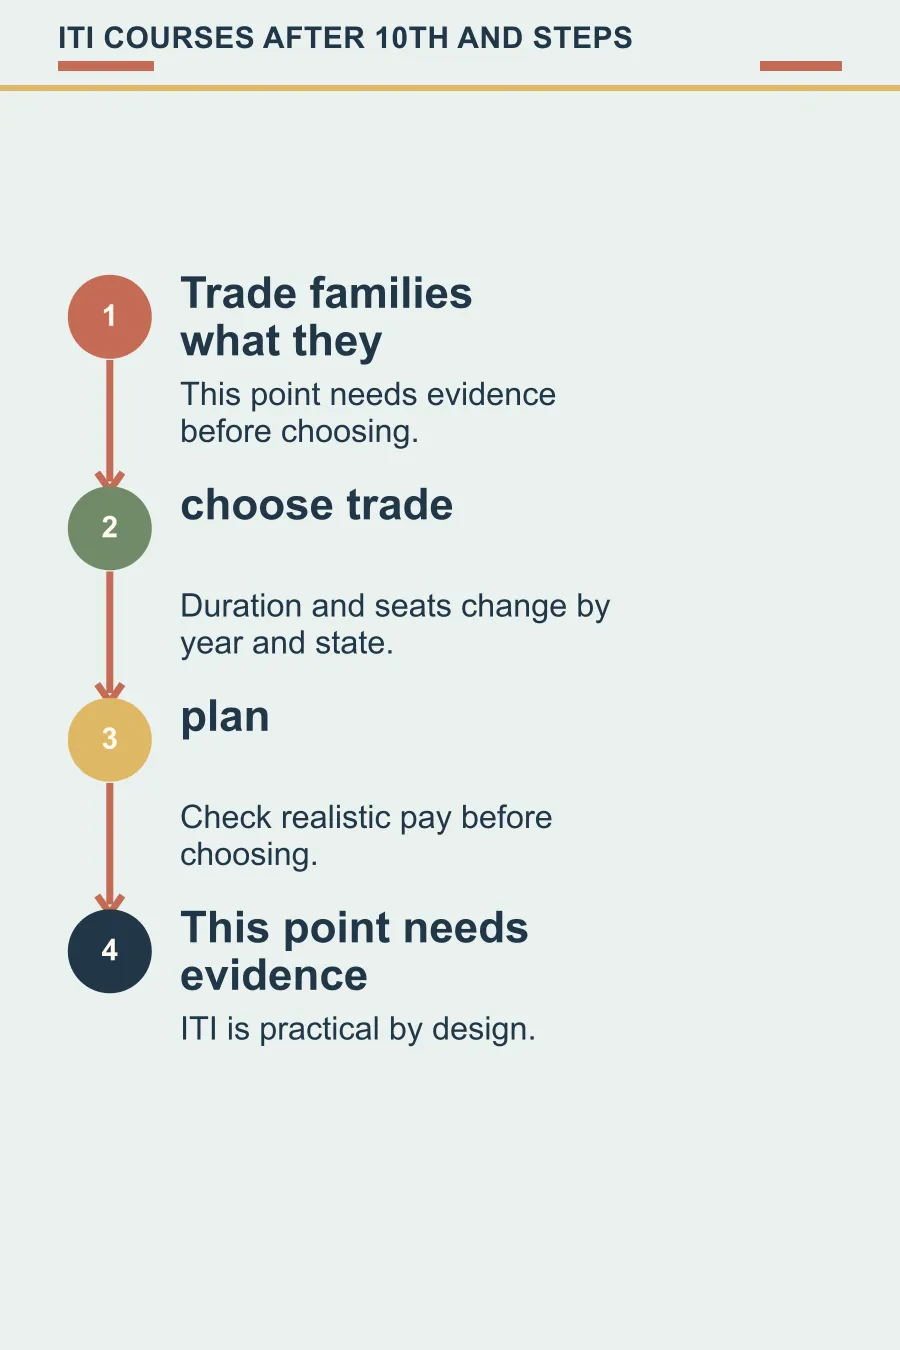 ITI COURSES AFTER 10TH AND STEPS
1
Trade families
what they
This point needs evidence
before choosing.
2
choose trade
Duration and seats change by
year and state.
3
plan
Check realistic pay before
choosing.
4
This point needs
evidence
ITI is practical by design.